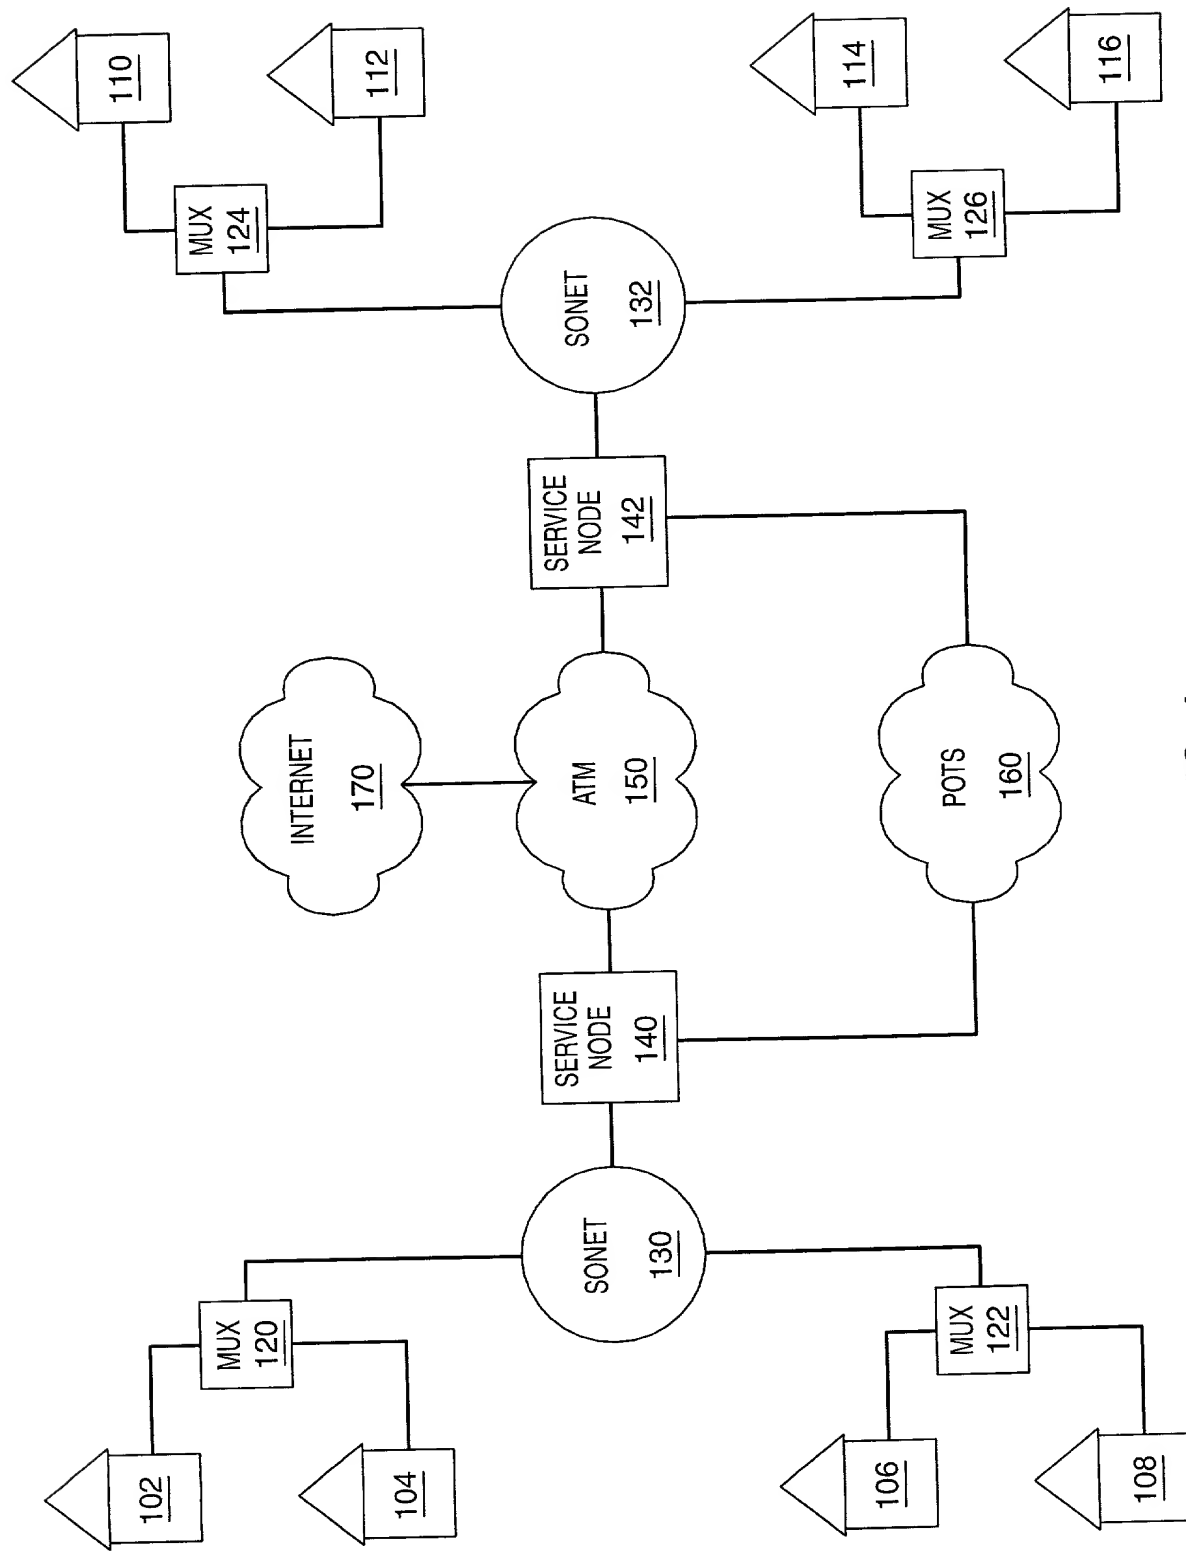 102
110
MUX
120
MUX
124
INTERNET
170
104
112
SONET
130
SERVICE
NODE
140
ATM
150
SERVICE
NODE
142
SONET
132
106
114
MUX
122
POTS
160
MUX
126
108
116